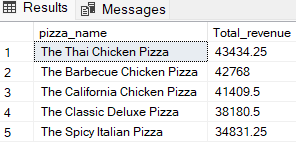 Results Messages
pizza_name Total_revenue
1 The Thai Chicken Pizza 43434.25
2 The Barbecue Chicken Pizza 42768
3 The California Chicken Pizza 41409.5
4 The Classic Deluxe Pizza 38180.5
5 The Spicy Italian Pizza 34831.25